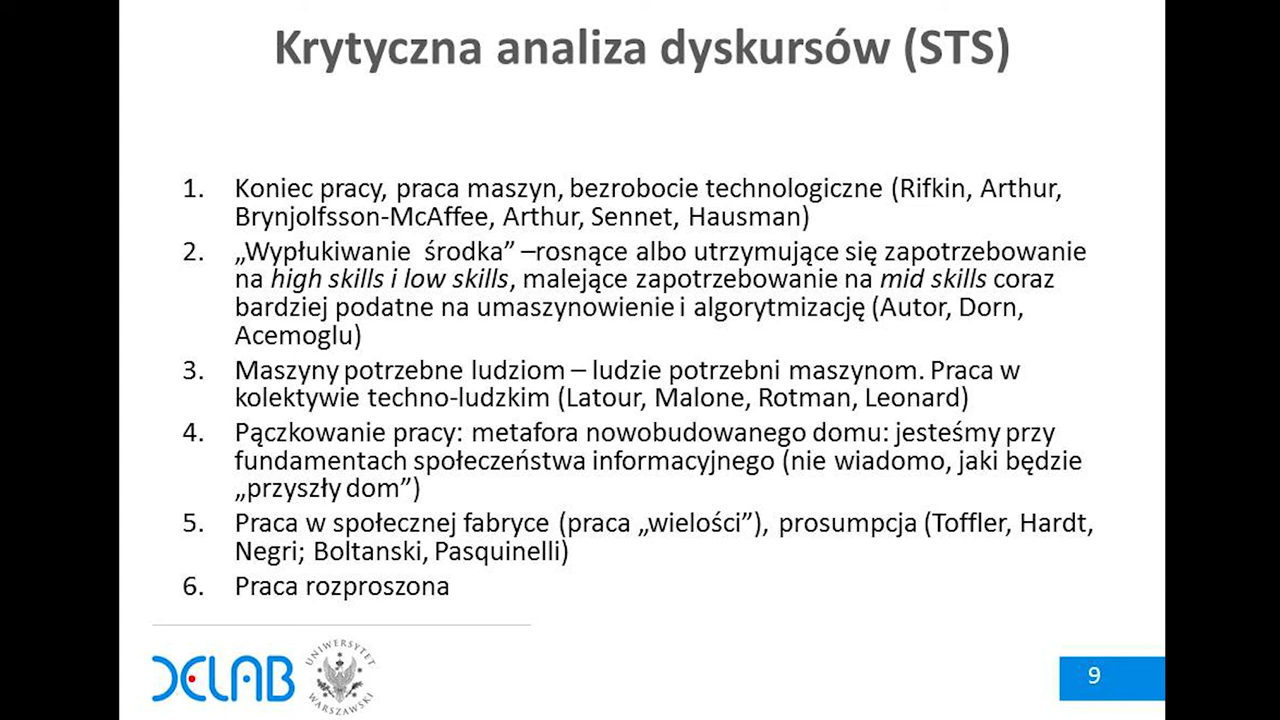 Krytyczna analiza dyskursów (STS)
1. Koniec pracy, praca maszyn, bezrobocie technologiczne (Rifkin, Arthur,
Brynjolfsson-McAffee, Arthur, Sennet, Hausman)
2. „Wypłukiwanie środka” –rosnące albo utrzymujące się zapotrzebowanie
na high skills i low skills, malejące zapotrzebowanie na mid skills coraz
bardziej podatne na umaszynowienie i algorytmizację (Autor, Dorn,
Acemoglu)
3. Maszyny potrzebne ludziom – ludzie potrzebni maszynom. Praca w
kolektywie techno-ludzkim (Latour, Malone, Rotman, Leonard)
4. Pączkowanie pracy: metafora nowobudowanego domu: jesteśmy przy
fundamentach społeczeństwa informacyjnego (nie wiadomo, jaki będzie
„przyszły dom”)
5. Praca w społecznej fabryce (praca „wielości”), prosumpcja (Toffler, Hardt,
Negri; Boltanski, Pasquinelli)
6. Praca rozproszona
DELAB
UNIWERSYTET
WARSZAWSKI
9